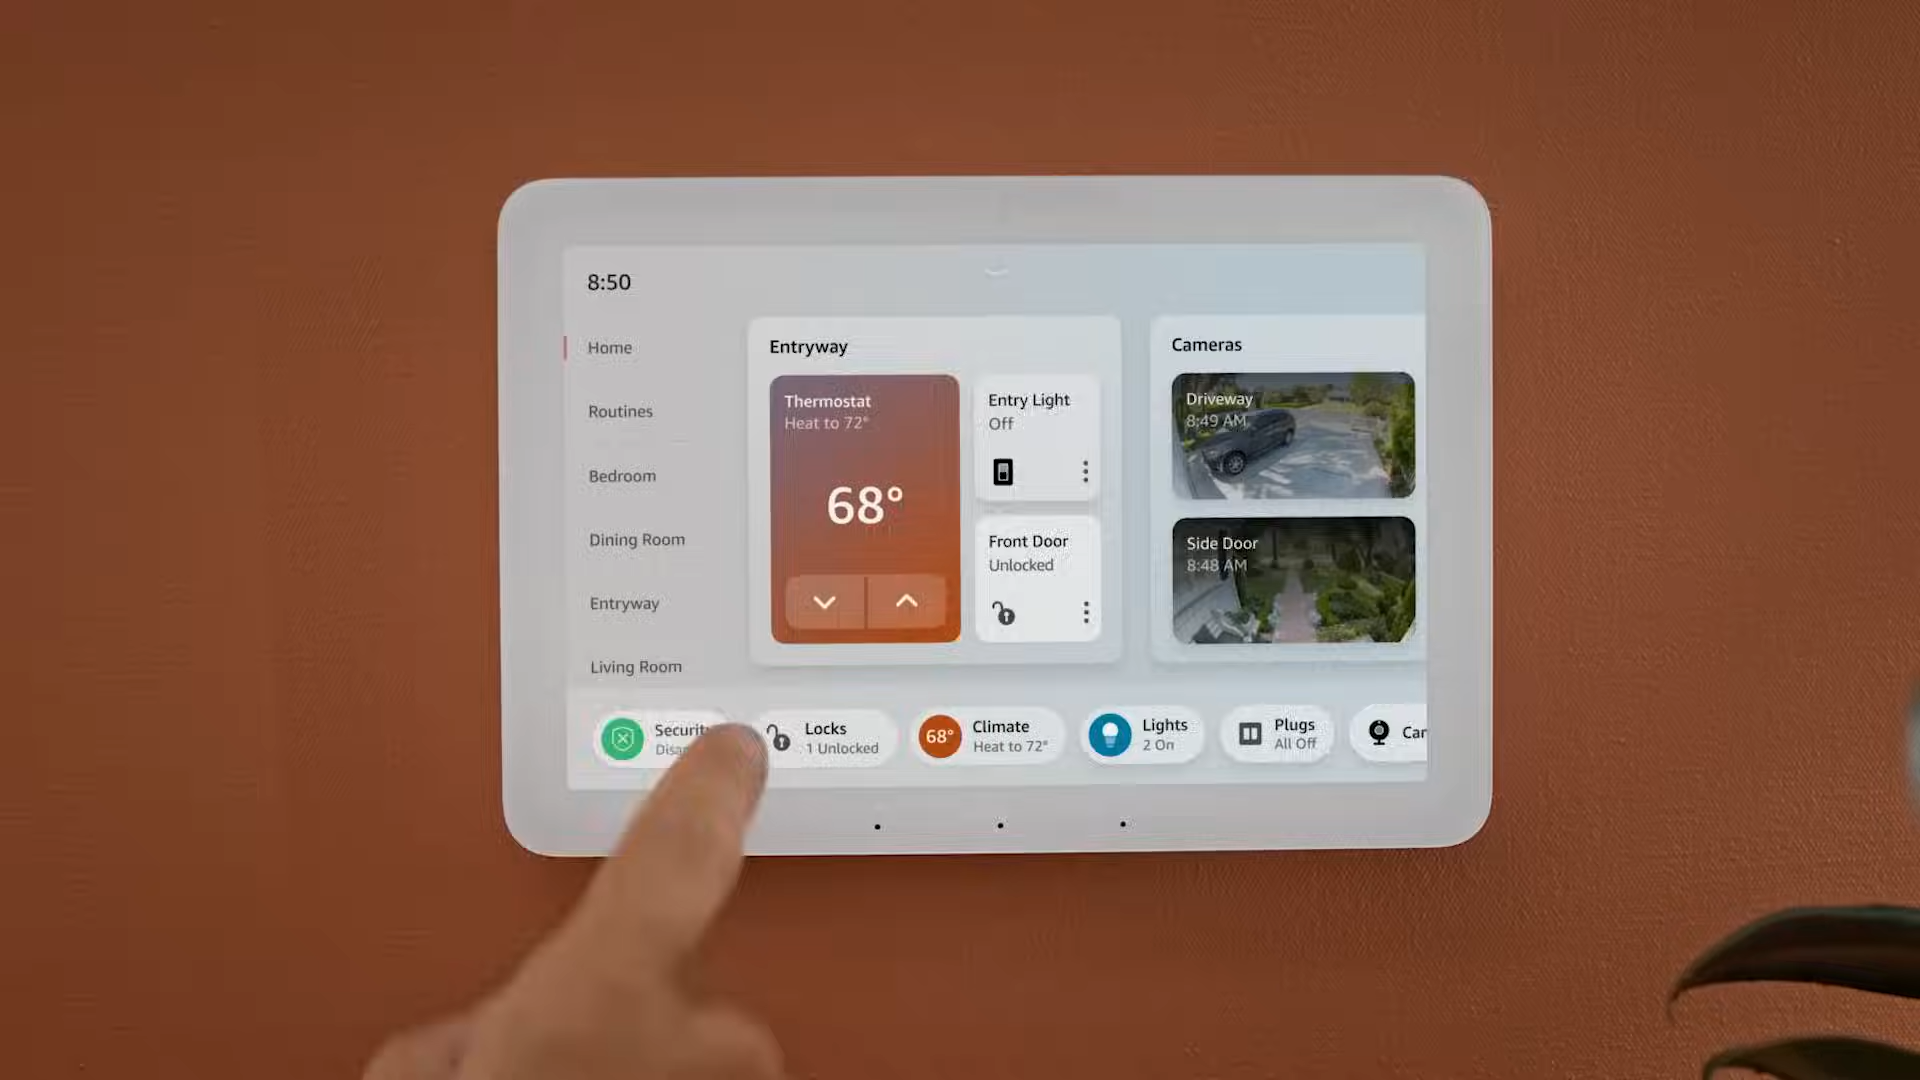 8:50
Home
Routines
Bedroom
Dining Room
Entryway
Living Room
Entryway
Thermostat
Heat to 72°
68°
Entry Light
Off
Front Door
Unlocked
Cameras
Driveway
8:49 AM
Side Door
8:48 AM
Security
Locks
1 Unlocked
68°
Climate
Heat to 72°
Lights
2 On
Plugs
All Off